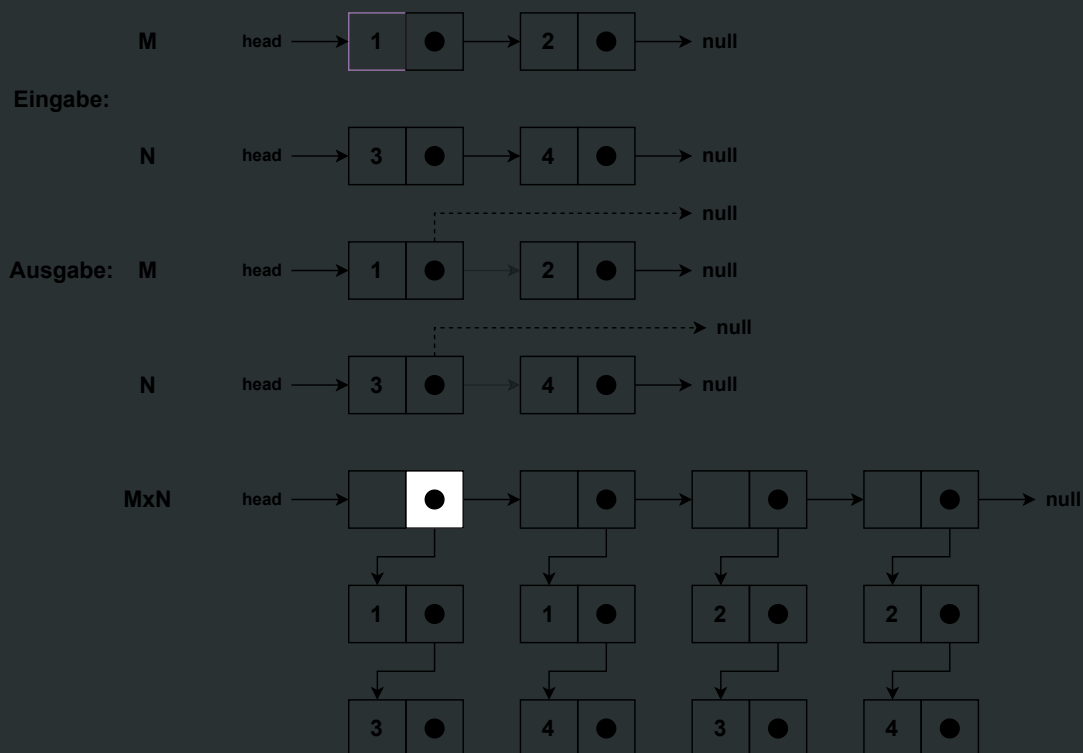 M head 1 2 null
Eingabe:
N head 3 4 null
null
Ausgabe: M head 1 2 null
null
N head 3 4 null
MxN head null
1 1 2 2
3 4 3 4